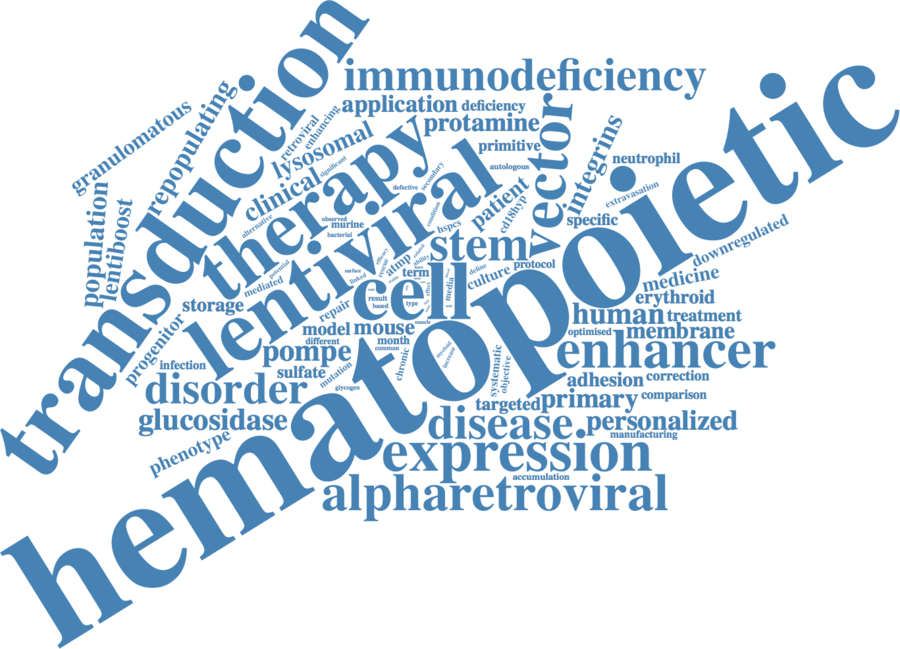 hematopoietic
transduction
lentiviral
therapy
cell
stem
vector
immunodeficiency
application
deficiency
protamine
primitive
autologous
integrins
neutrophil
extravasation
patient
cd18hyp
specific
downregulated
medicine
erythroid
human
treatment
optimised
membrane
enhancer
adhesion
correction
primary
comparison
targeted
disease
personalized
manufacturing
expression
accumulation
alpharetroviral
granulomatous
repopulating
population
lentiboost
retroviral
enhancing
lysosomal
significant
clinical
alternative
observed
murine
bacterial
defective
secondary
condition
hspcs
potential
mediated
storage
progenitor
repair
model
mouse
different
month
common
pompe
infection
sulfate
mutation
glycogen
disorder
glucosidase
phenotype
chronic
systematic
objective
myeloid
increase
culture
define
protocol
atmp
term
media
result
based
type
surface
linked
muscle
ability